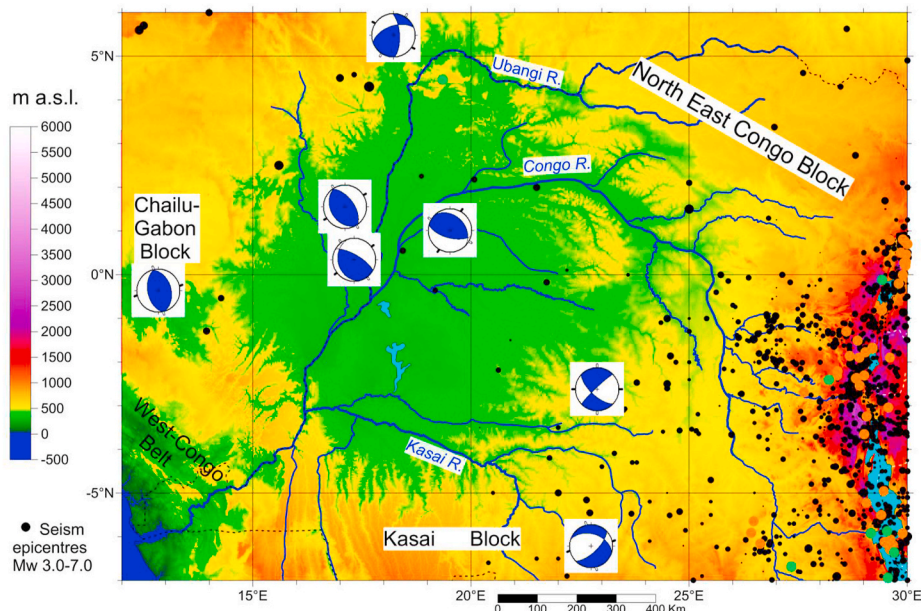 m a.s.l.
6000
5000
4500
4000
3500
3000
2500
2000
1500
1000
500
0
-500
Seism
epicentres
Mw 3.0-7.0
5°N
0°N
-5°N
15°E
20°E
25°E
30°E
Ubangi R.
North East Congo
Block
Congo R.
Chailu-
Gabon
Block
West-Congo
Belt
Kasai R.
Kasai Block
0 100 200 300 400 Km